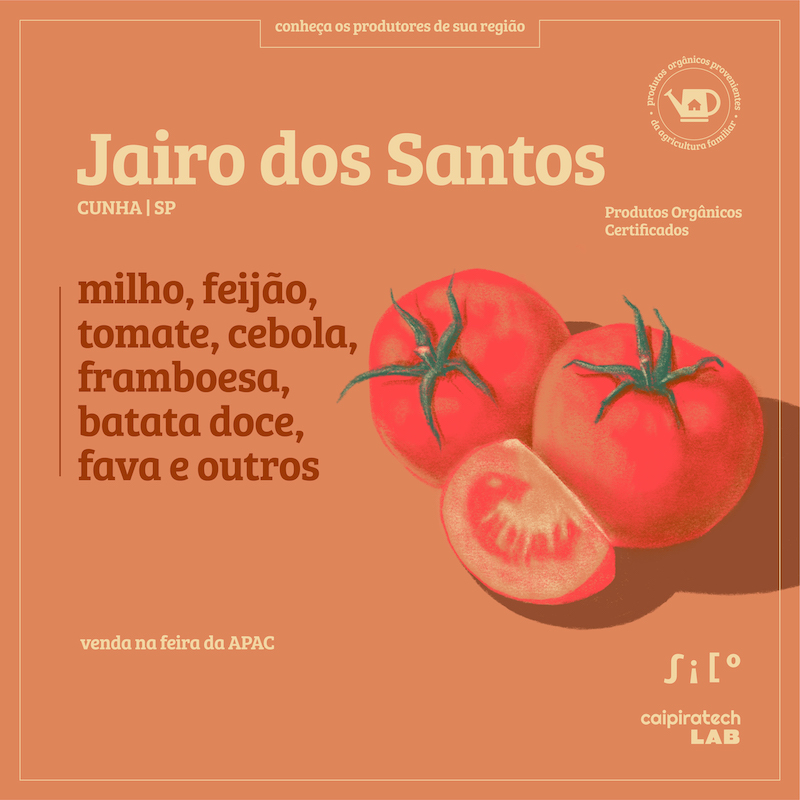 conheça os produtores de sua região
produtos orgânicos provenientes
• da agricultura familiar •
Jairo dos Santos
CUNHA | SP
Produtos Orgânicos
Certificados
milho, feijão,
tomate, cebola,
framboesa,
batata doce,
fava e outros
venda na feira da APAC
caipiratech
LAB